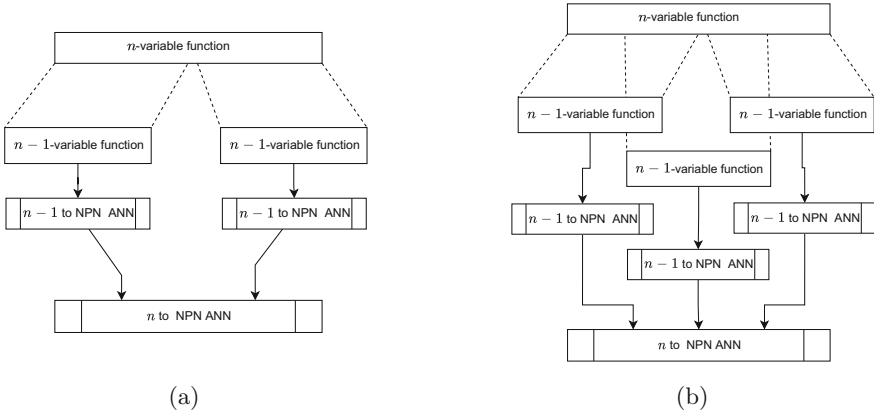 n-variable function
n − 1-variable function
n − 1-variable function
n − 1 to NPN ANN
n − 1 to NPN ANN
n to NPN ANN
(a)
n-variable function
n − 1-variable function
n − 1-variable function
n − 1-variable function
n − 1 to NPN ANN
n − 1 to NPN ANN
n − 1 to NPN ANN
n to NPN ANN
(b)